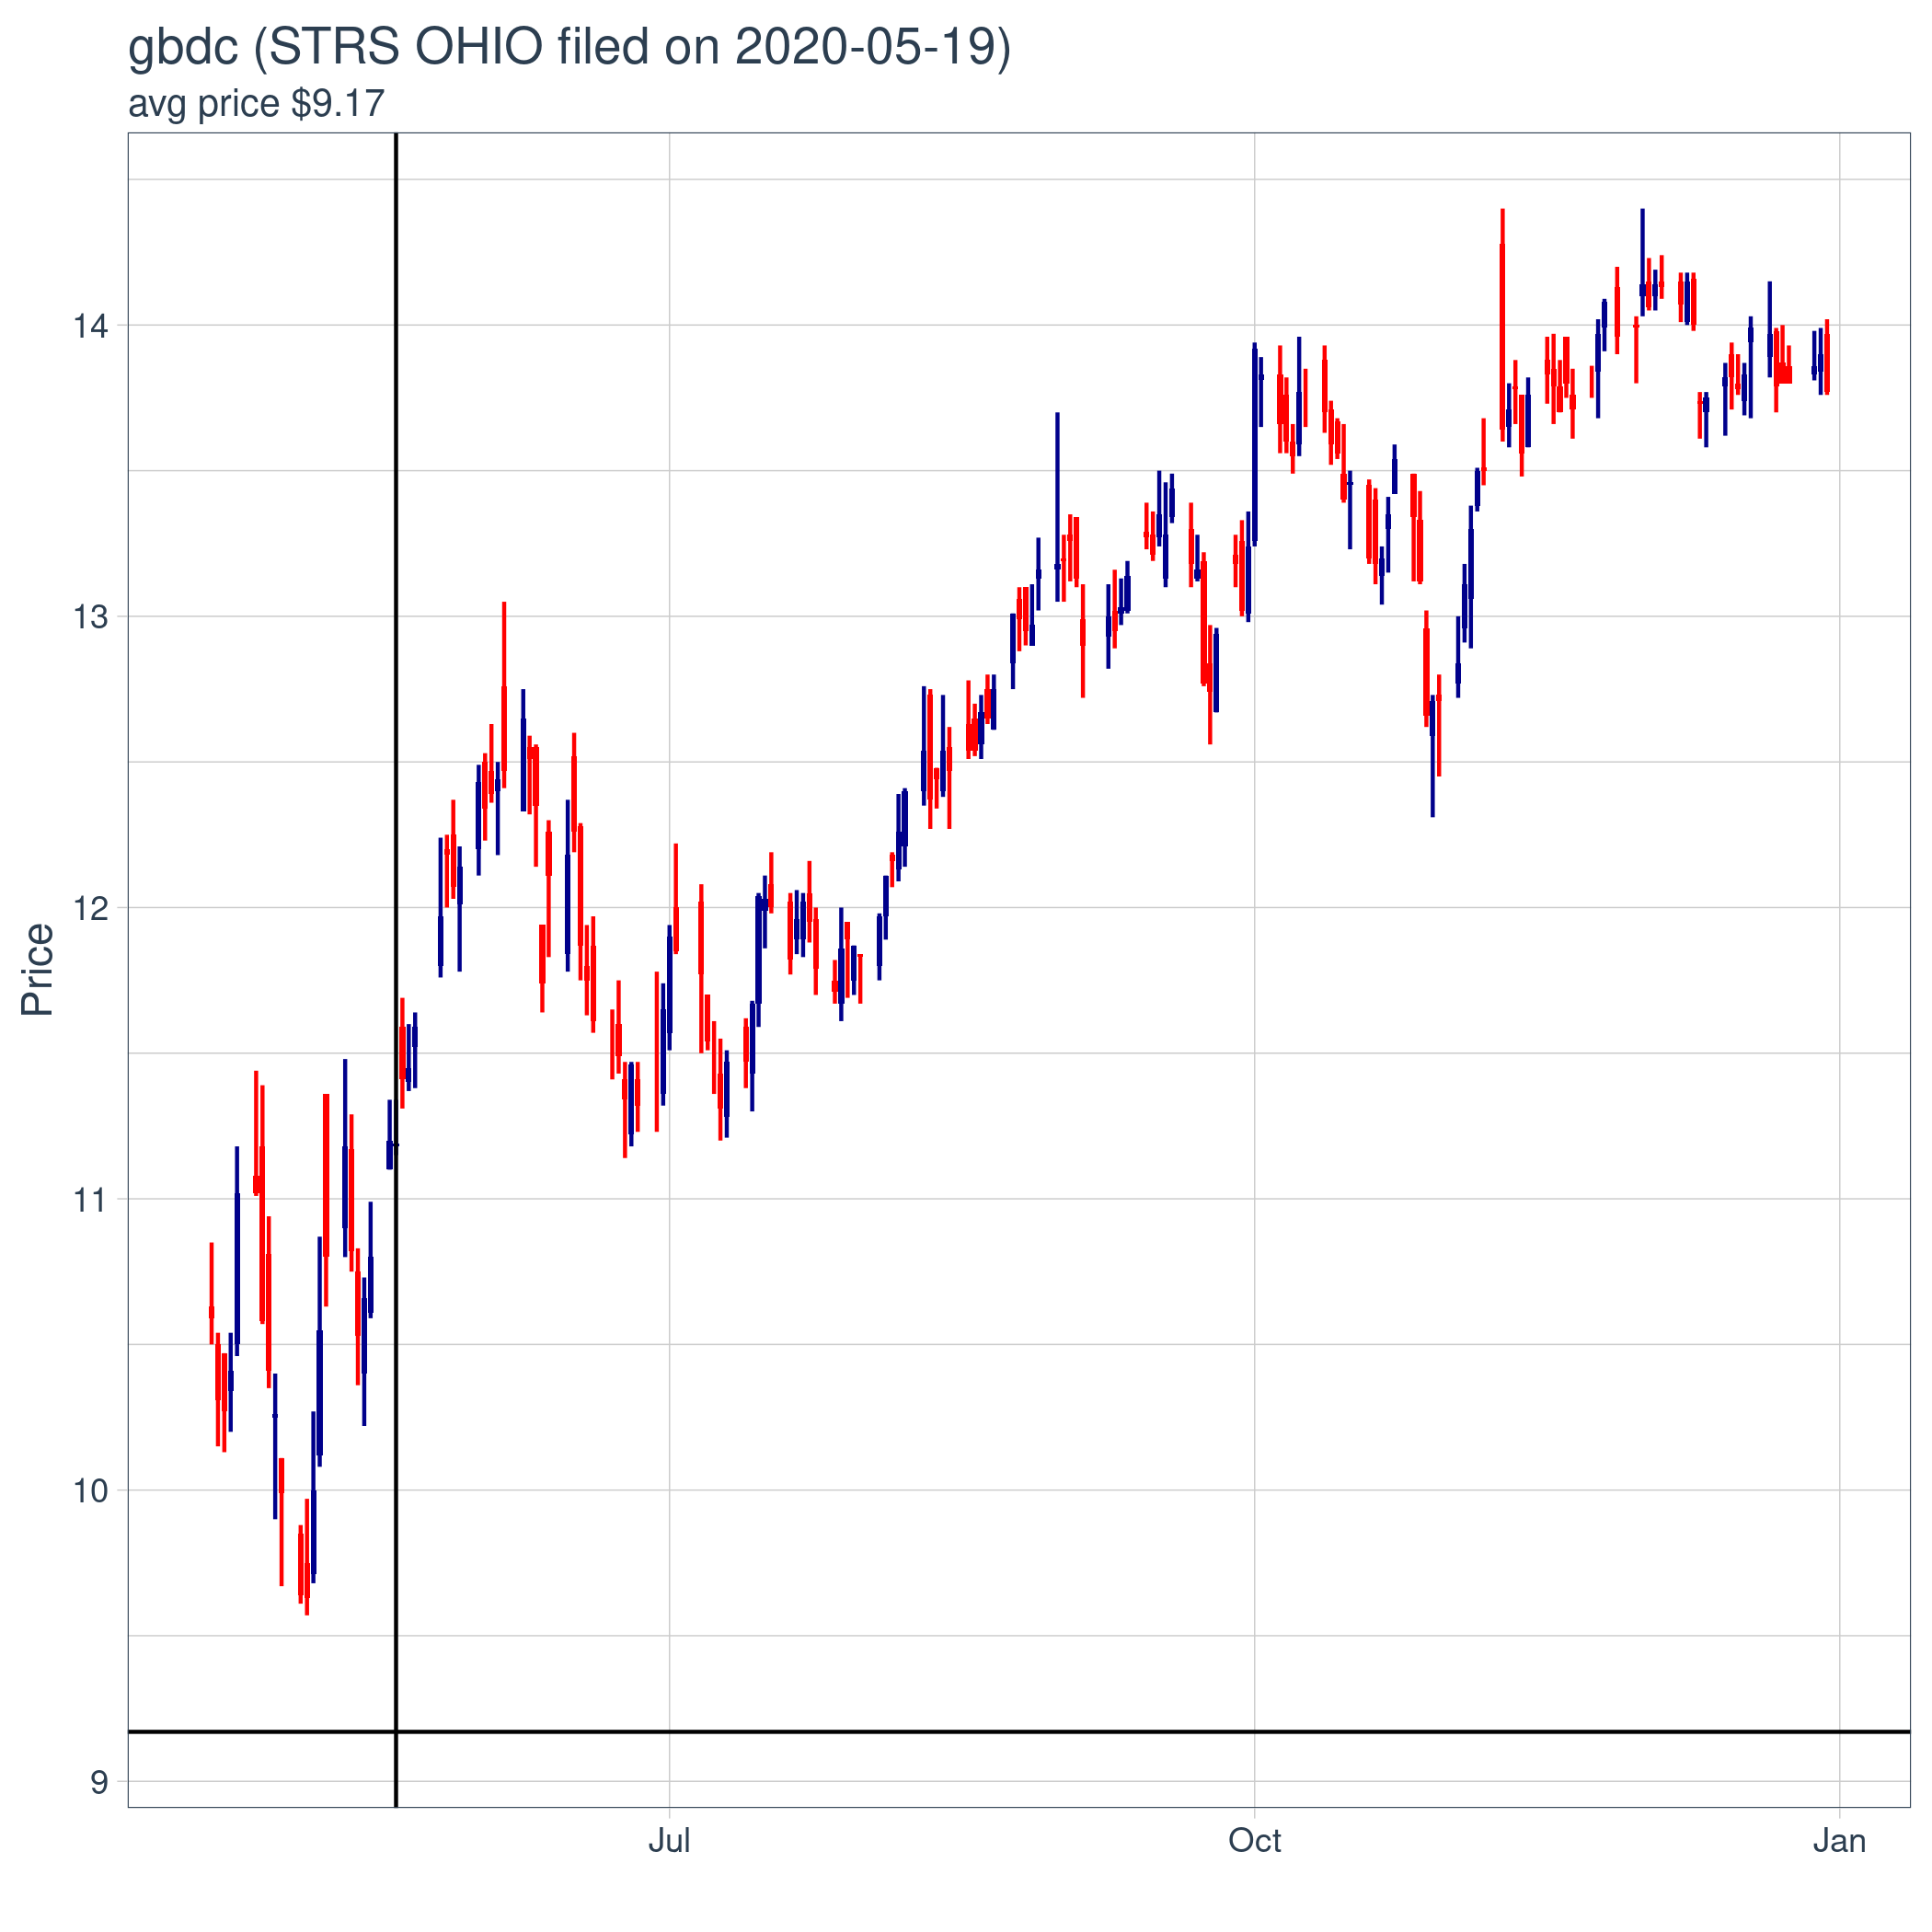 gbdc (STRS OHIO filed on 2020-05-19)
avg price $9.17
Price
14
13
12
11
10
9
Jul
Oct
Jan